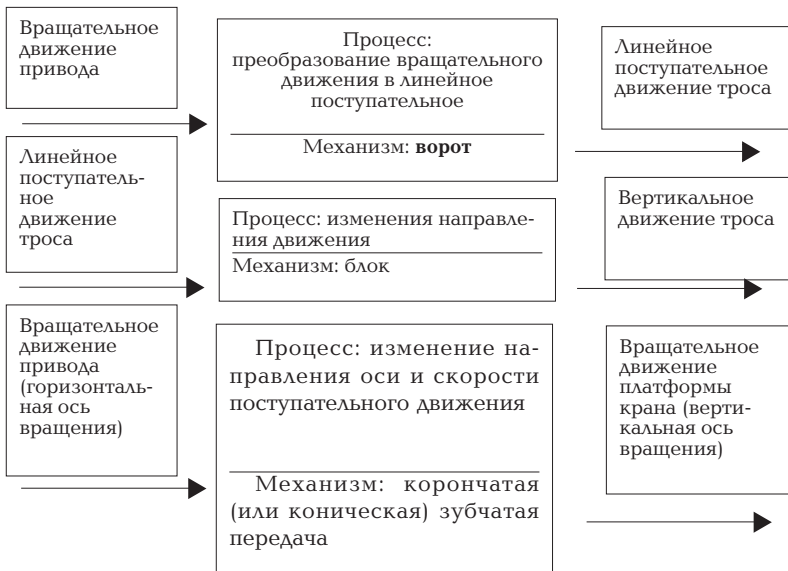 Вращательное
движение
привода
Процесс:
преобразование вращательного
движения в линейное
поступательное
Механизм: ворот
Линейное
поступательное
движение троса
Линейное
поступатель-
ное
движение
троса
Процесс: изменения направле-
ния движения
Механизм: блок
Вертикальное
движение троса
Вращательное
движение
привода
(горизонталь-
ная ось
вращения)
Процесс: изменение на-
правления оси и скорости
поступательного движения
Механизм: корончатая
(или коническая) зубчатая
передача
Вращательное
движение
платформы
крана (верти-
кальная ось
вращения)